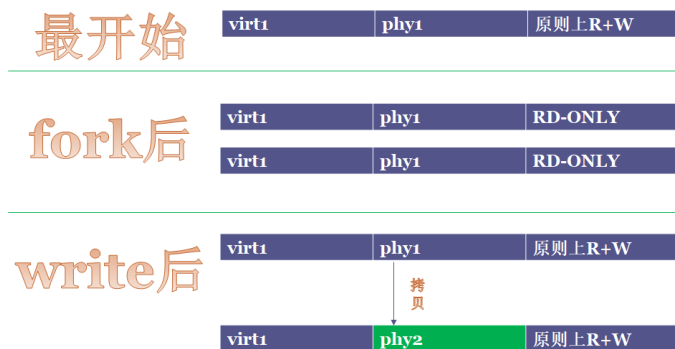 最开始
virt1 phy1 原则上R+W
fork后
virt1 phy1 RD-ONLY
virt1 phy1 RD-ONLY
write后
virt1 phy1 原则上R+W
拷
贝
virt1 phy2 原则上R+W